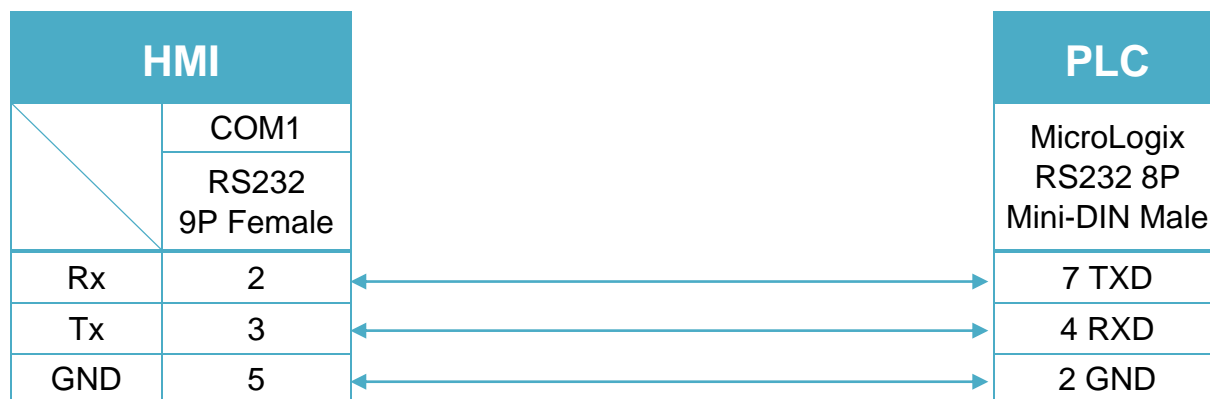 HMI
PLC
COM1
RS232
9P Female
MicroLogix
RS232 8P
Mini-DIN Male
Rx 2 7 TXD
Tx 3 4 RXD
GND 5 2 GND